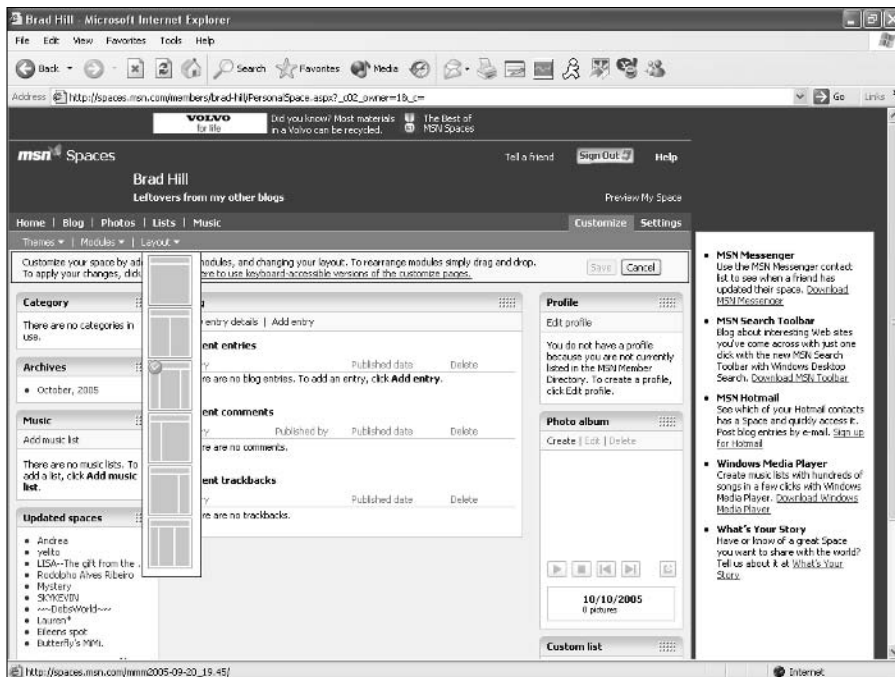 Brad Hill - Microsoft Internet Explorer
File Edit View Favorites Tools Help
Back Search Favorites Media
Address http://spaces.msn.com/members/brad-hill/PersonalSpace.aspx?_c02_owner=1&_c= Go Links
VOLVO
for life
Did you know? Most materials
in a Volvo can be recycled.
The Best of
MSN Spaces
msn Spaces
Tell a friend Sign Out Help
Brad Hill
Leftovers from my other blogs
Preview My Space
Home | Blog | Photos | Lists | Music
Customize Settings
Themes | Modules | Layout
Customize your space by ad odules, and changing your layout. To rearrange modules simply drag and drop.
To apply your changes, click ere to use keyboard-accessible versions of the customize pages.
Save Cancel
Category
There are no categories in
use.
Archives
• October, 2005
Music
Add music list
There are no music lists. To
add a list, click Add music
list.
Updated spaces
• Andrea
• yelito
• LISA--The gift from the ..
• Rodolpho Alves Ribeiro
• Mystery
• SKYKEVIN
• ~~~DebsWorld~~~
• Lauren*
• Eileens spot
• Butterfly's MiMi.
g
entry details | Add entry
ent entries
ry Published date Delete
re are no blog entries. To add an entry, click Add entry.
ent comments
ry Published by Published date Delete
re are no comments.
ent trackbacks
ry Published date Delete
re are no trackbacks.
Profile
Edit profile
You do not have a profile
because you are not currently
listed in the MSN Member
Directory. To create a profile,
click Edit profile.
Photo album
Create | Edit | Delete
10/10/2005
0 pictures
Custom list
• MSN Messenger
Use the MSN Messenger contact
list to see when a friend has
updated their space. Download
MSN Messenger
• MSN Search Toolbar
Blog about interesting Web sites
you've come across with just one
click with the new MSN Search
Toolbar with Windows Desktop
Search. Download MSN Toolbar
• MSN Hotmail
See which of your Hotmail contacts
has a Space and quickly access it.
Post blog entries by e-mail. Sign up
for Hotmail
• Windows Media Player
Create music lists with hundreds of
songs in a few clicks with Windows
Media Player. Download Windows
Media Player
• What's Your Story
Have or know of a great Space
you want to share with the world?
Tell us about it at What's Your
Story
http://spaces.msn.com/mmm2005-09-20_19.45/
Internet